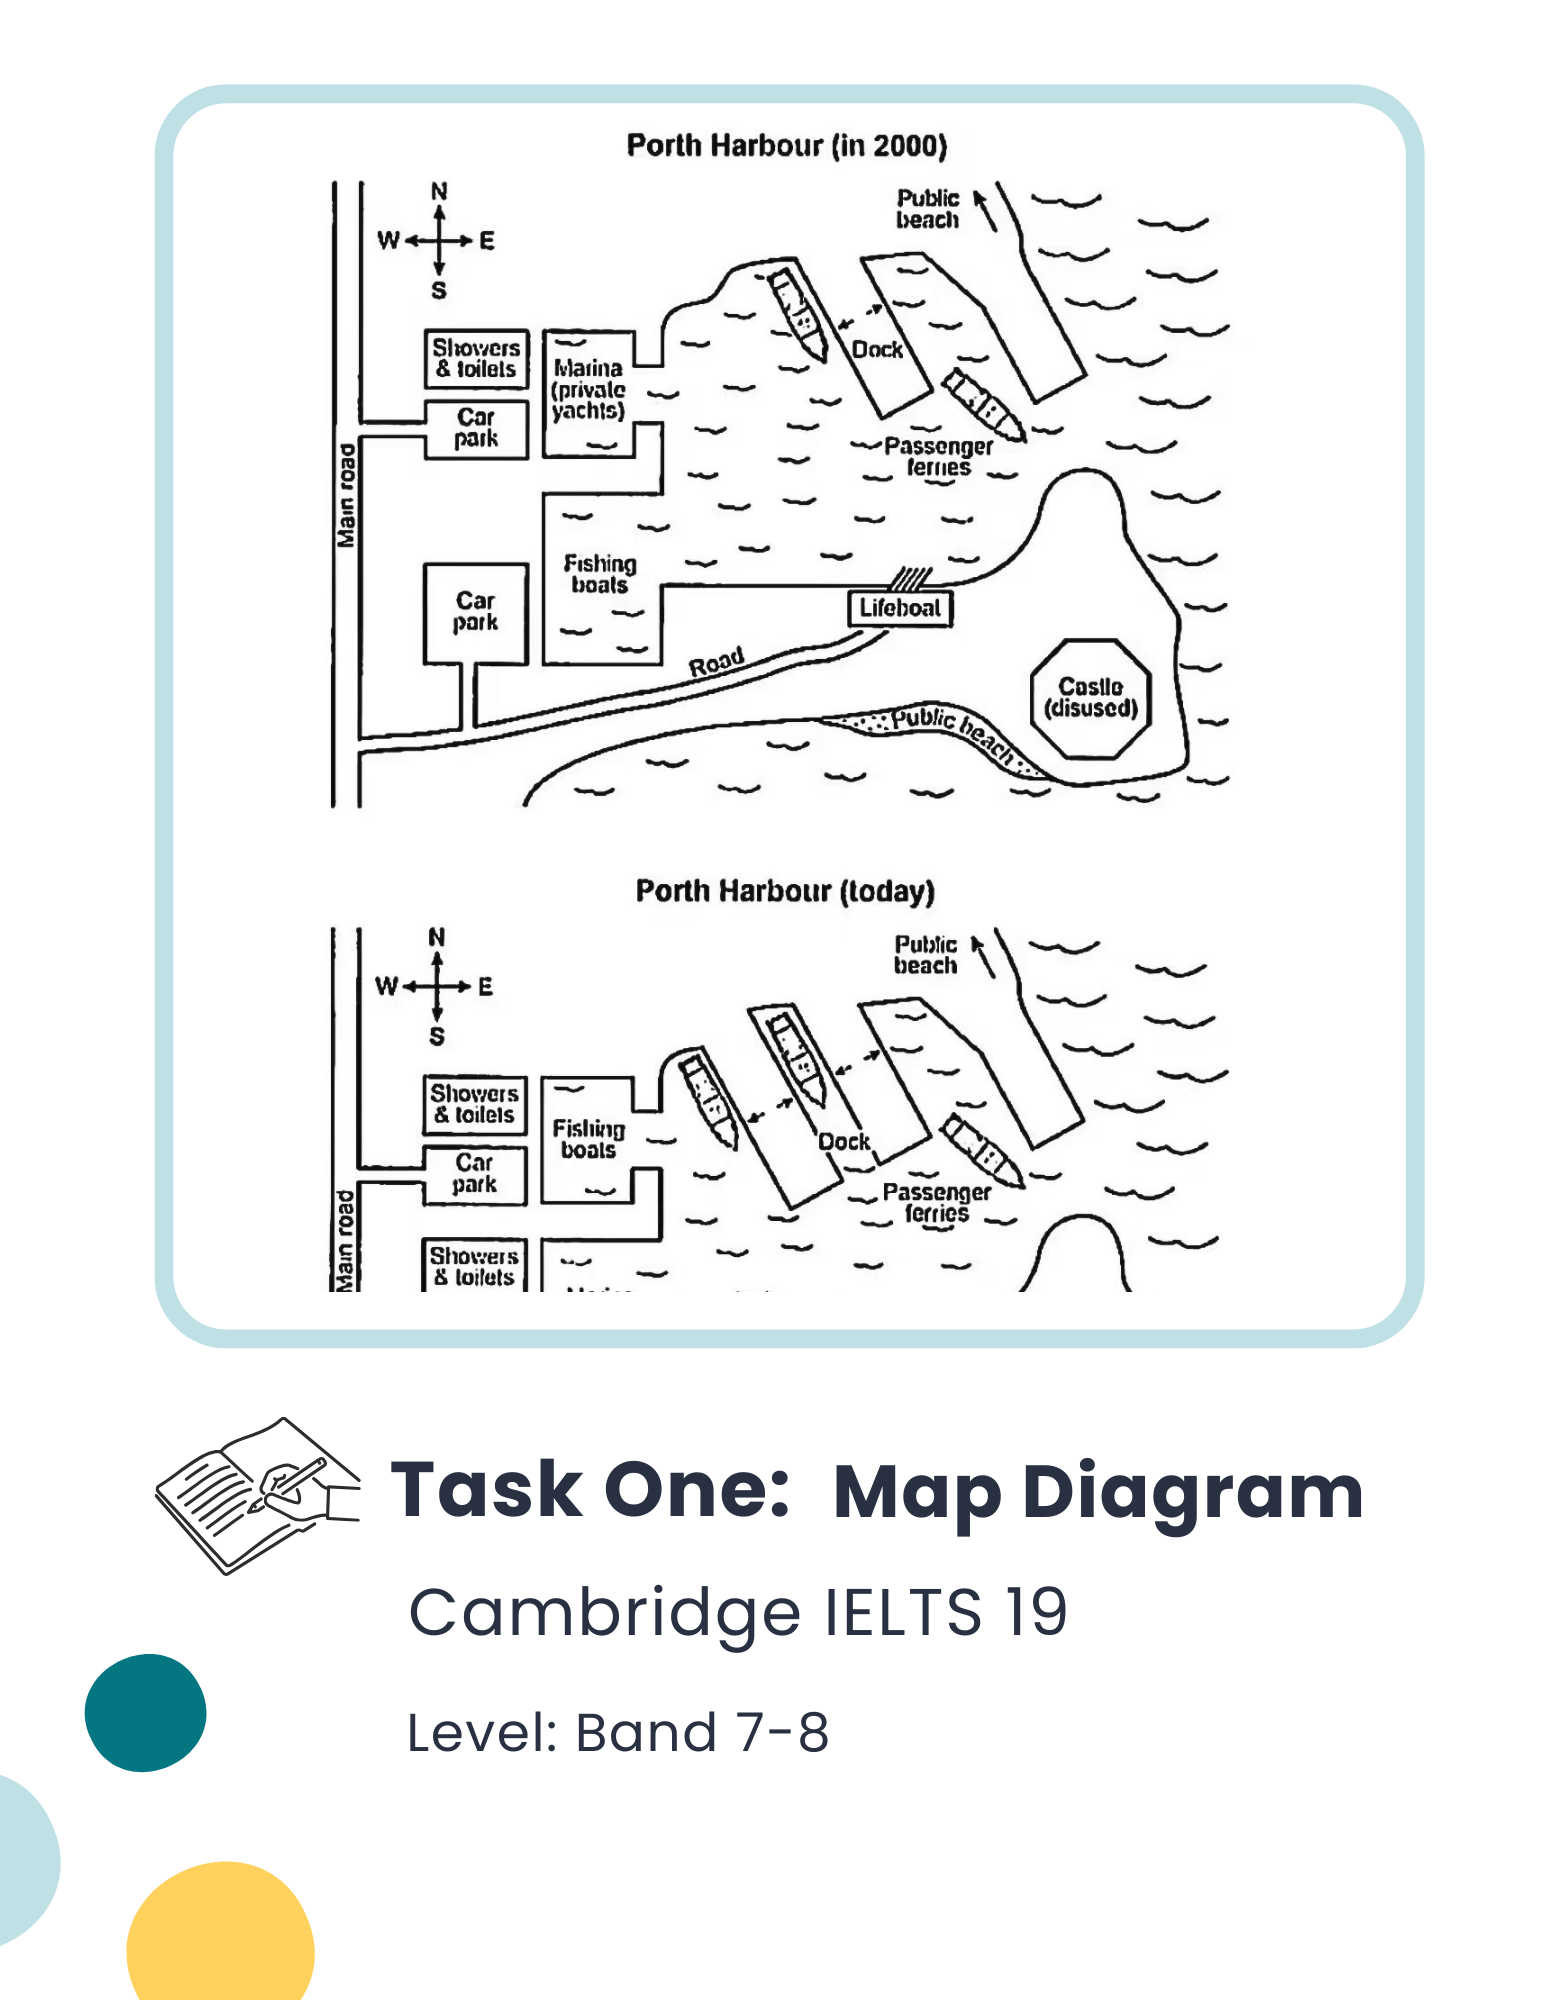 Porth Harbour (in 2000)
N
W E
S
Public
beach
Showers
& toilets
Marina
(private
yachts)
Dock
Car
park
Passenger
ferries
Main road
Fishing
boats
Car
park
Lifeboat
Road
Castle
(disused)
Public beach
Porth Harbour (today)
N
W E
S
Public
beach
Showers
& toilets
Fishing
boats
Dock
Car
park
Passenger
ferries
Main road
Showers
& toilets
Task One: Map Diagram
Cambridge IELTS 19
Level: Band 7-8